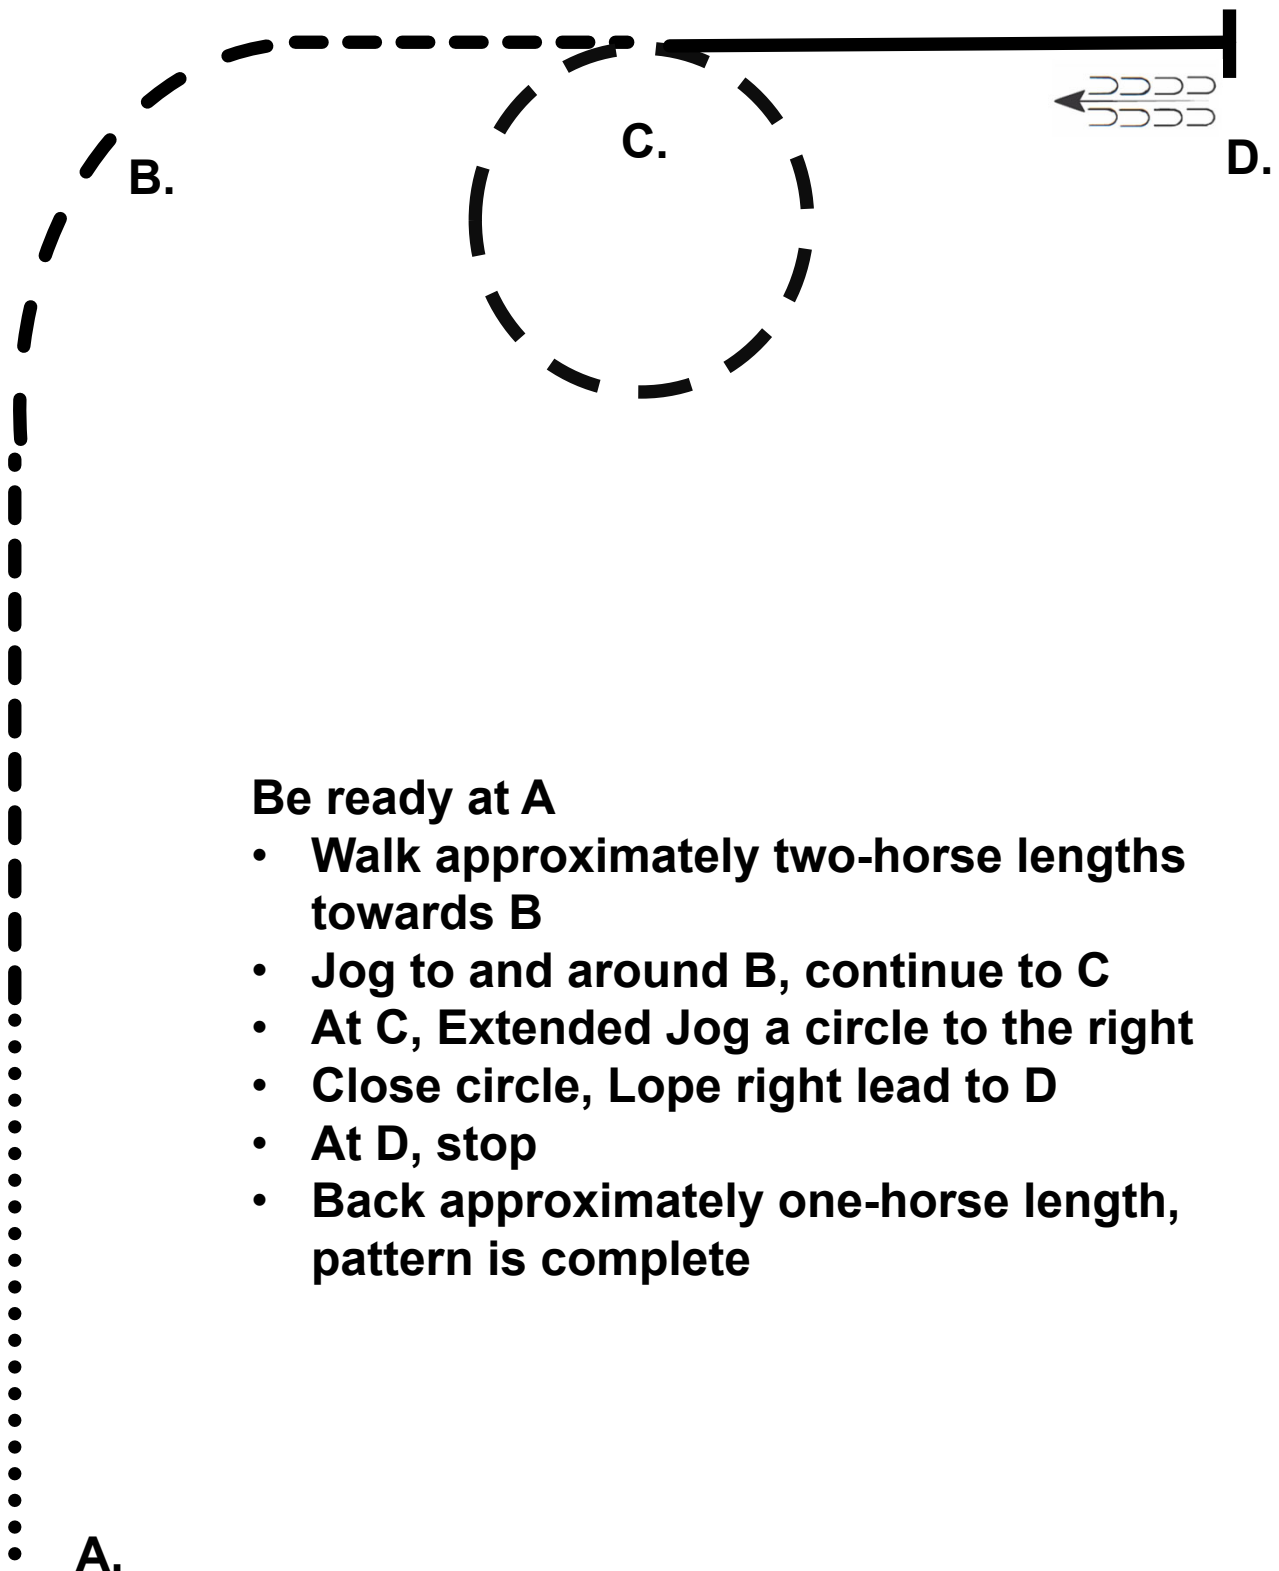 C.
D.
B.
Be ready at A
• Walk approximately two-horse lengths
towards B
• Jog to and around B, continue to C
• At C, Extended Jog a circle to the right
• Close circle, Lope right lead to D
• At D, stop
• Back approximately one-horse length,
pattern is complete
A.